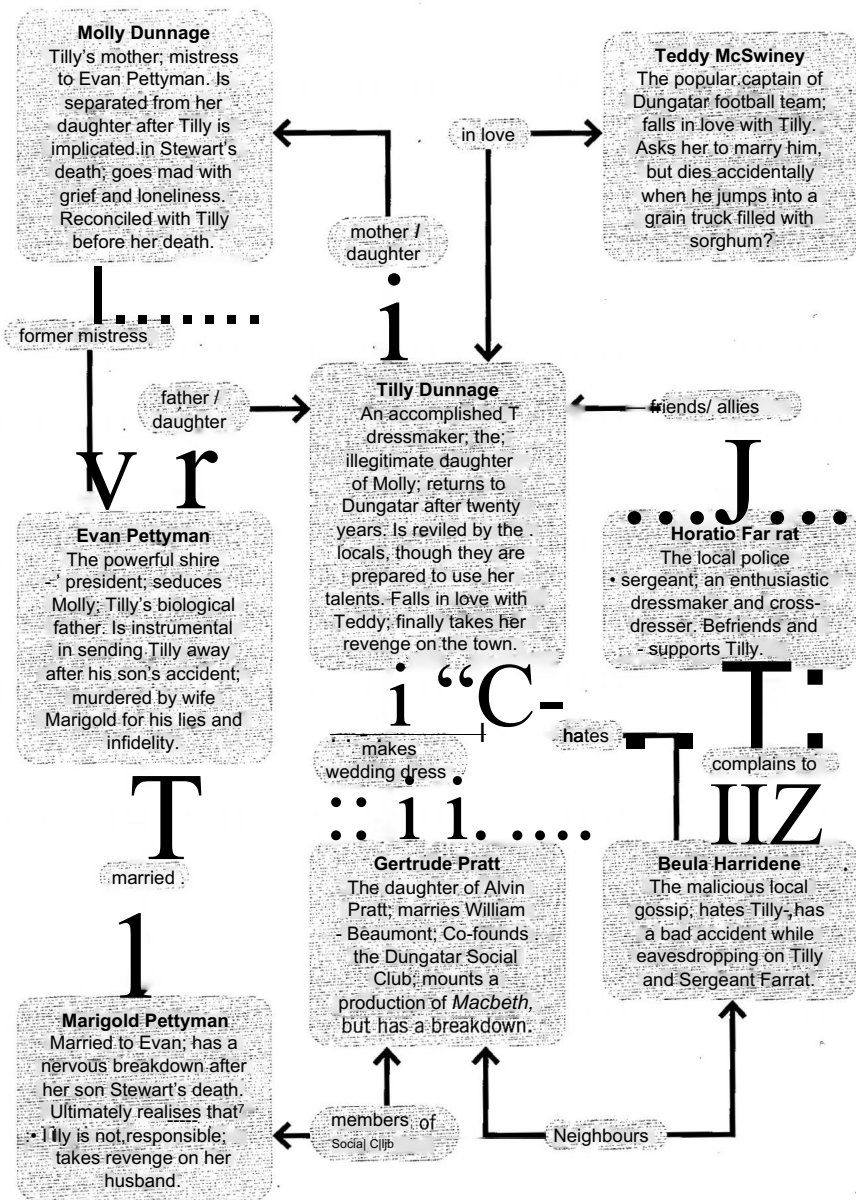 Molly Dunnage
Tilly's mother; mistress
to Evan Pettyman. Is
separated from her
daughter after Tilly is
implicated.in Stewart's
death; goes mad with
grief and loneliness.
Reconciled with Tilly
before her death.
Teddy McSwiney
The popular.captain of
Dungatar football team;
falls in love with Tilly.
Asks her to marry him,
but dies accidentally
when he jumps into a
grain truck filled with
sorghum?
in love
mother /
daughter
i
former mistress
father /
daughter
v r
Tilly Dunnage
An accomplished T
dressmaker; the;
illegitimate daughter
of Molly; returns to
Dungatar after twenty
years. Is reviled by the .
locals, though they are
prepared to use her
talents. Falls in love with
Teddy; finally takes her
revenge on the town.
friends/ allies
J
Evan Pettyman
The powerful shire
-' president; seduces
Molly; Tilly's biological
father. Is instrumental
in sending Tilly away
after his son's accident;
murdered by wife
Marigold for his lies and
infidelity.
Horatio Far rat
The local police
• sergeant; an enthusiastic
dressmaker and cross-
dresser. Befriends and
- supports Tilly.
i “C-
T:
makes
wedding dress
hates
complains to
:: i i. ....
IIZ
T
married
l
Gertrude Pratt
The daughter of Alvin
Pratt; marries William
- Beaumont; Co-founds
the Dungatar Social
Club; mounts a
production of Macbeth,
but has a breakdown.
Beula Harridene
The malicious local
gossip; hates Tilly-,has
a bad accident while
eavesdropping on Tilly
and Sergeant Farrat.
Marigold Pettyman
Married to Evan; has a
nervous breakdown after
her son Stewart's death.
Ultimately realises that7
:• I Illy is not,responsible;
takes revenge on her
husband.
members, of
Social C|ljb
Neighbours